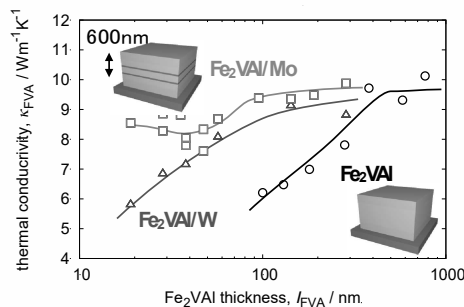 600nm
Fe₂VAl/Mo
Fe₂VAl
Fe₂VAl/W
thermal conducrivity, κFVA / Wm⁻¹K⁻¹
12
11
10
9
8
7
6
5
4
10
100
1000
Fe2VAl thickness, lFVA / nm.